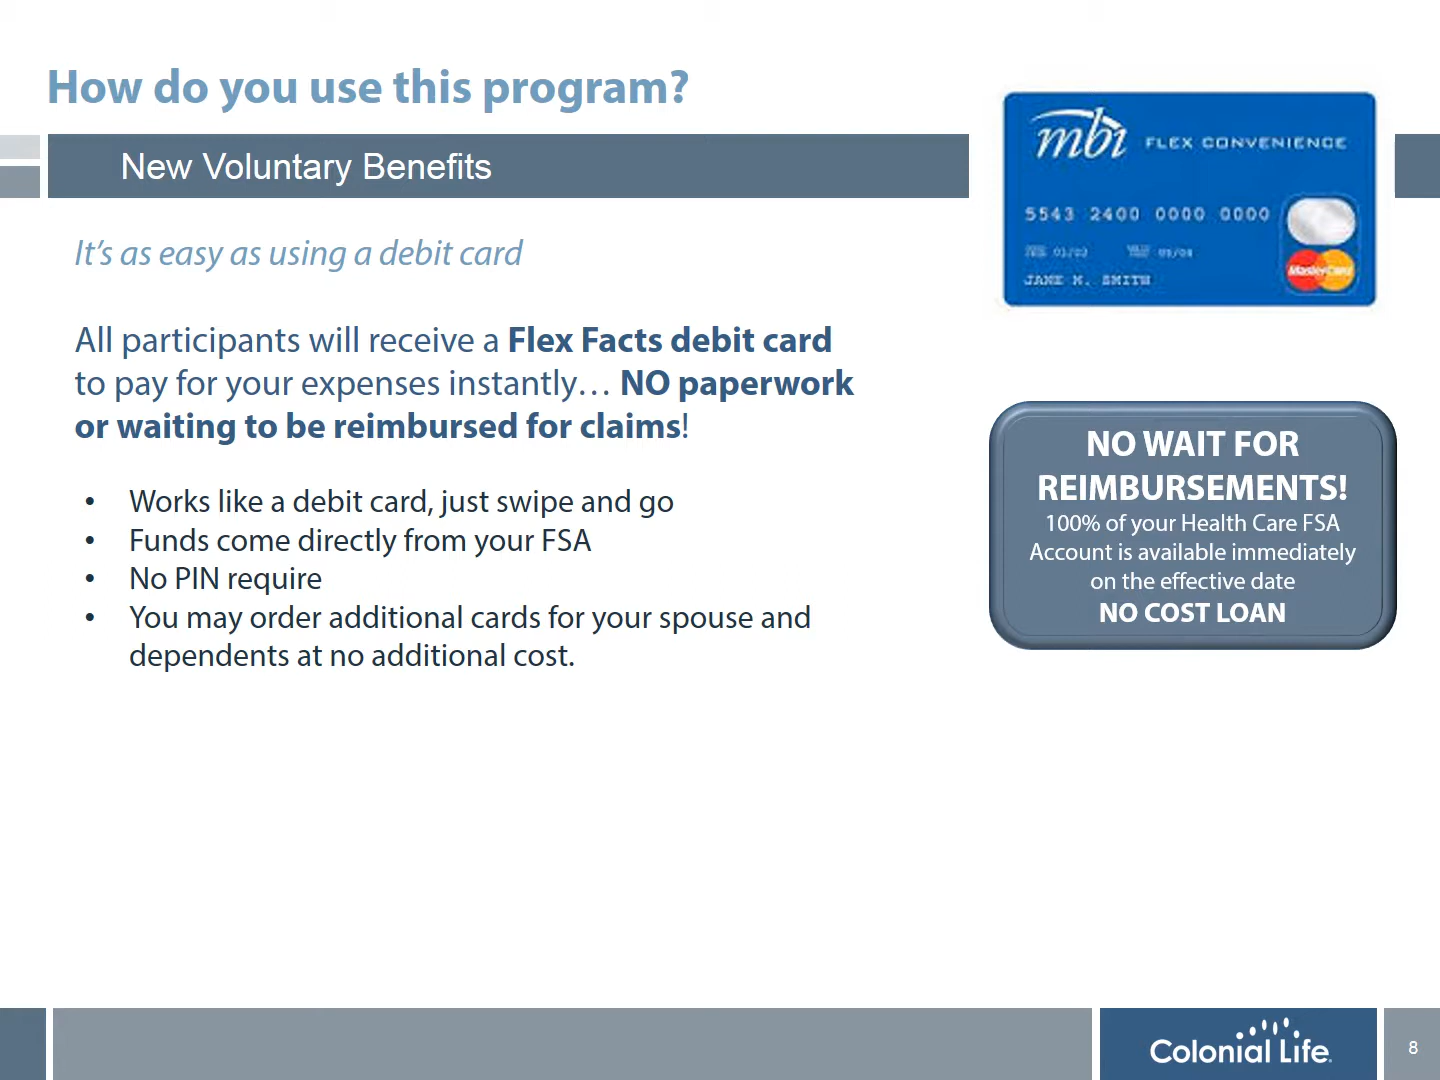 How do you use this program?
New Voluntary Benefits
mbi FLEX CONVENIENCE
5543 2400 0000 0000
01/03
JANE M. SMITH
MasterCard
It's as easy as using a debit card
All participants will receive a Flex Facts debit card
to pay for your expenses instantly… NO paperwork
or waiting to be reimbursed for claims!
• Works like a debit card, just swipe and go
• Funds come directly from your FSA
• No PIN require
• You may order additional cards for your spouse and
dependents at no additional cost.
NO WAIT FOR
REIMBURSEMENTS!
100% of your Health Care FSA
Account is available immediately
on the effective date
NO COST LOAN
Colonial Life.
8